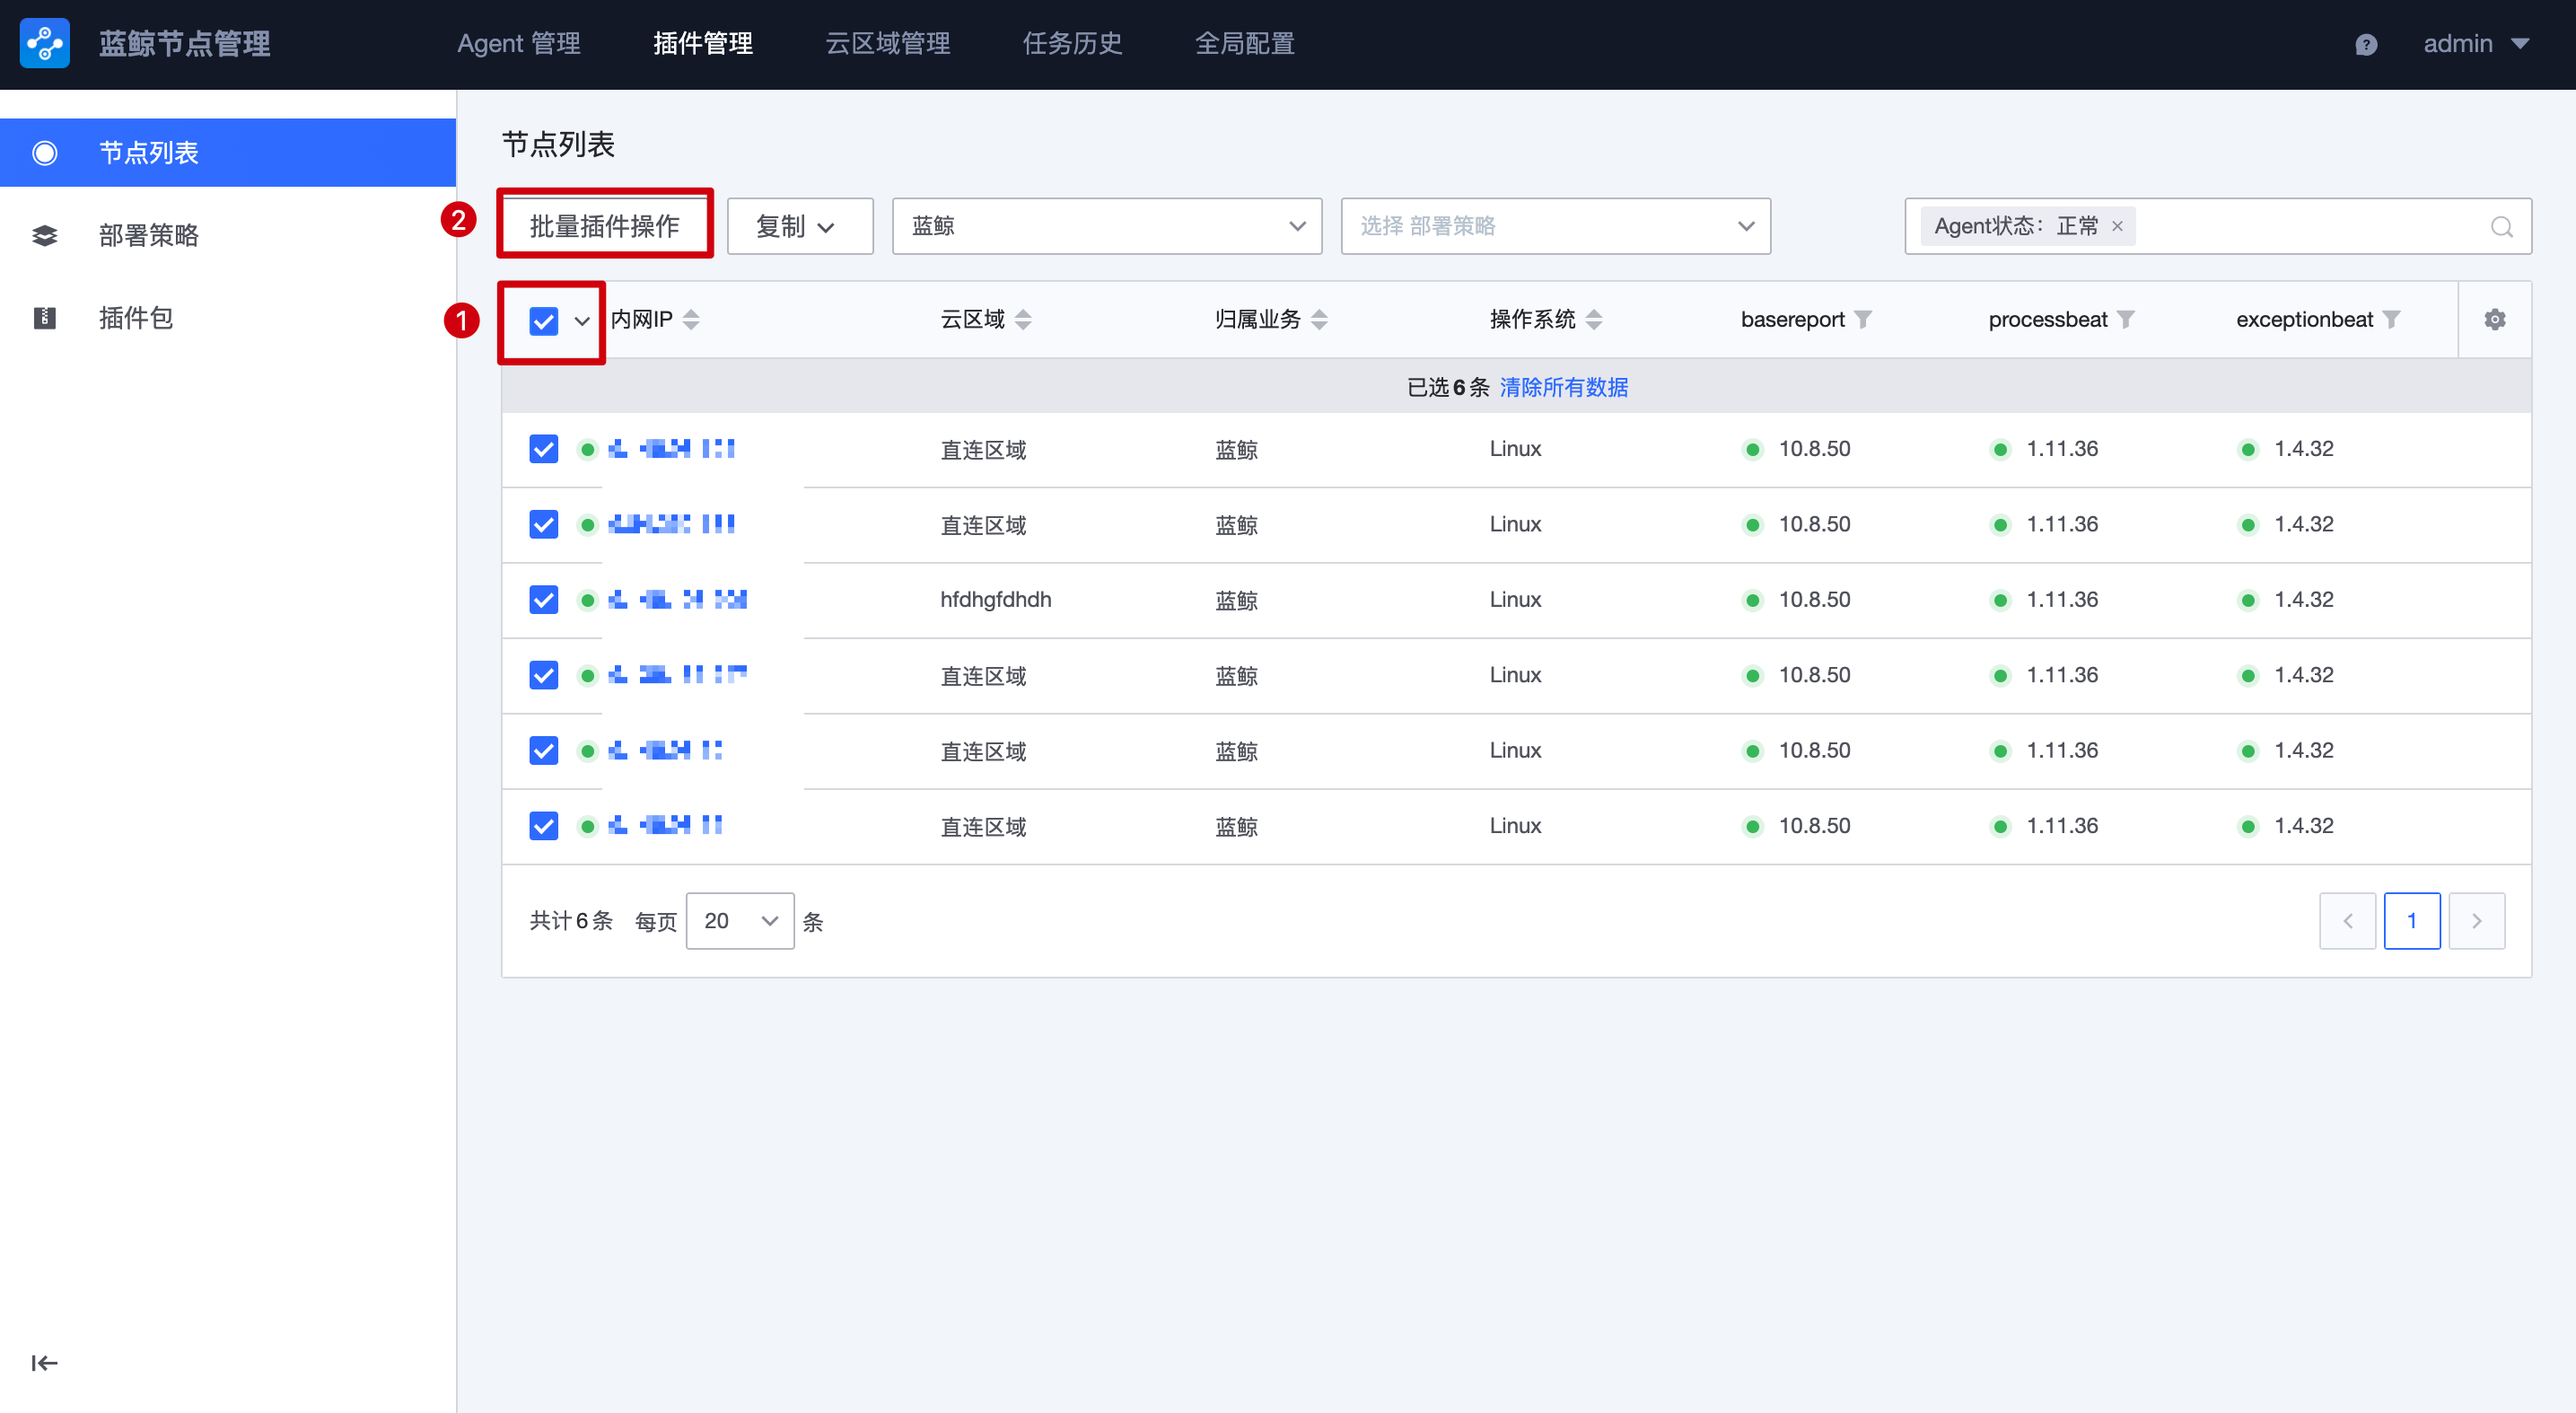 蓝鲸节点管理 Agent 管理 插件管理 云区域管理 任务历史 全局配置 admin
节点列表
部署策略
插件包
节点列表
2 批量插件操作 复制 蓝鲸 选择 部署策略 Agent状态: 正常
1 内网IP 云区域 归属业务 操作系统 basereport processbeat exceptionbeat
已选 6 条 清除所有数据
直连区域 蓝鲸 Linux 10.8.50 1.11.36 1.4.32
直连区域 蓝鲸 Linux 10.8.50 1.11.36 1.4.32
hfdhgfdhdh 蓝鲸 Linux 10.8.50 1.11.36 1.4.32
直连区域 蓝鲸 Linux 10.8.50 1.11.36 1.4.32
直连区域 蓝鲸 Linux 10.8.50 1.11.36 1.4.32
直连区域 蓝鲸 Linux 10.8.50 1.11.36 1.4.32
共计 6 条 每页 20 条 1